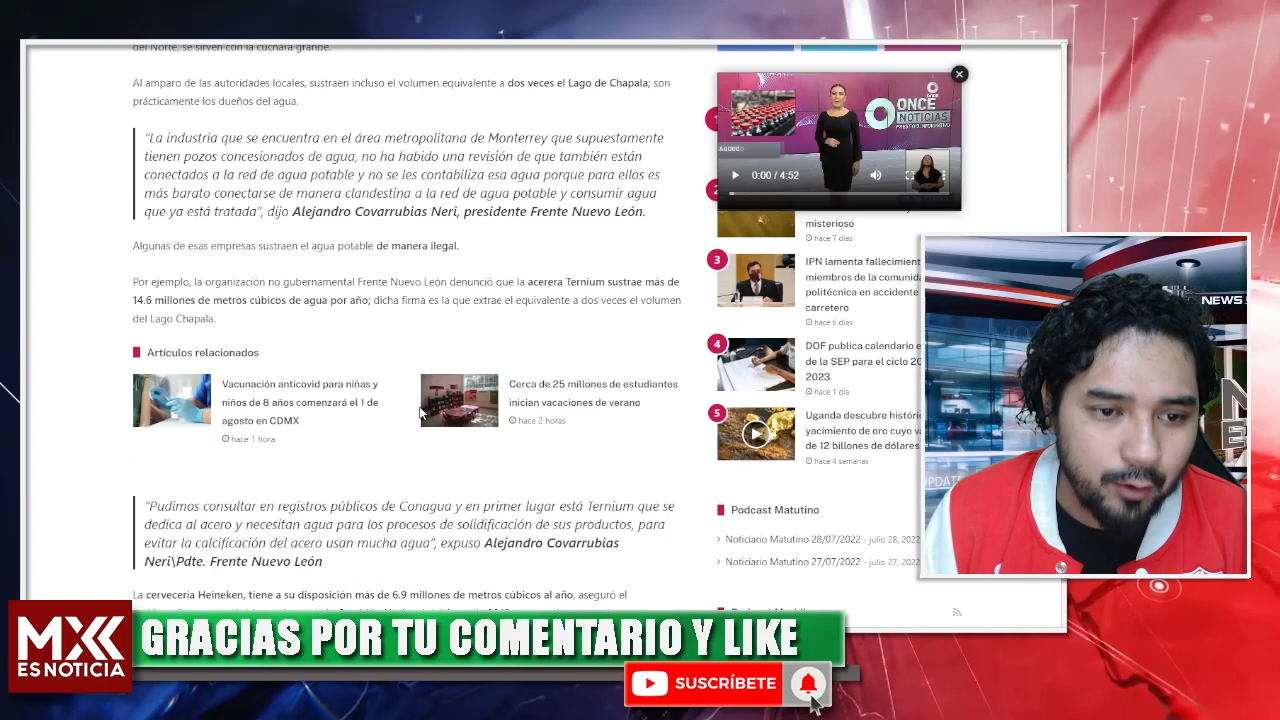 del Norte, se sirven con la cuchara grande.
Al amparo de las autoridades locales, sustraen incluso el volumen equivalente a dos veces el Lago de Chapala; son
prácticamente los dueños del agua.
“La industria que se encuentra en el área metropolitana de Monterrey que supuestamente
tienen pozos concesionados de agua, no ha habido una revisión de que también están
conectados a la red de agua potable y no se les contabiliza esa agua porque para ellos es
más barato conectarse de manera clandestina a la red de agua potable y consumir agua
que ya está tratada”, dijo Alejandro Covarrubias Neri, presidente Frente Nuevo León.
Algunas de esas empresas sustraen el agua potable de manera ilegal.
Por ejemplo, la organización no gubernamental Frente Nuevo León denunció que la acerera Ternium sustrae más de
14.6 millones de metros cúbicos de agua por año; dicha firma es la que extrae el equivalente a dos veces el volumen
del Lago Chapala.
Artículos relacionados
Vacunación anticovid para niñas y
niños de 8 años comenzará el 1 de
agosto en CDMX
hace 1 hora
Cerca de 25 millones de estudiantes
inician vacaciones de verano
hace 2 horas
“Pudimos consultar en registros públicos de Conagua y en primer lugar está Ternium que se
dedica al acero y necesitan agua para los procesos de solidificación de sus productos, para
evitar la calcificación del acero usan mucha agua”, expuso Alejandro Covarrubias
Neri\Pdte. Frente Nuevo León
La cervecería Heineken, tiene a su disposición más de 6.9 millones de metros cúbicos al año, aseguró el
once
ONCE
NOTICIAS
0:00 / 4:52
misterioso
hace 7 días
3
IPN lamenta fallecimient
miembros de la comunida
politécnica en accidente
carretero
hace 6 días
4
DOF publica calendario e
de la SEP para el ciclo 20
2023
hace 1 día
5
Uganda descubre históri
yacimiento de oro cuyo va
de 12 billones de dólares
hace 4 semanas
Podcast Matutino
Noticiario Matutino 28/07/2022 - julio 28, 2022
Noticiario Matutino 27/07/2022 - julio 27, 2022
NEWS
MX
ES NOTICIA
GRACIAS POR TU COMENTARIO Y LIKE
SUSCRÍBETE